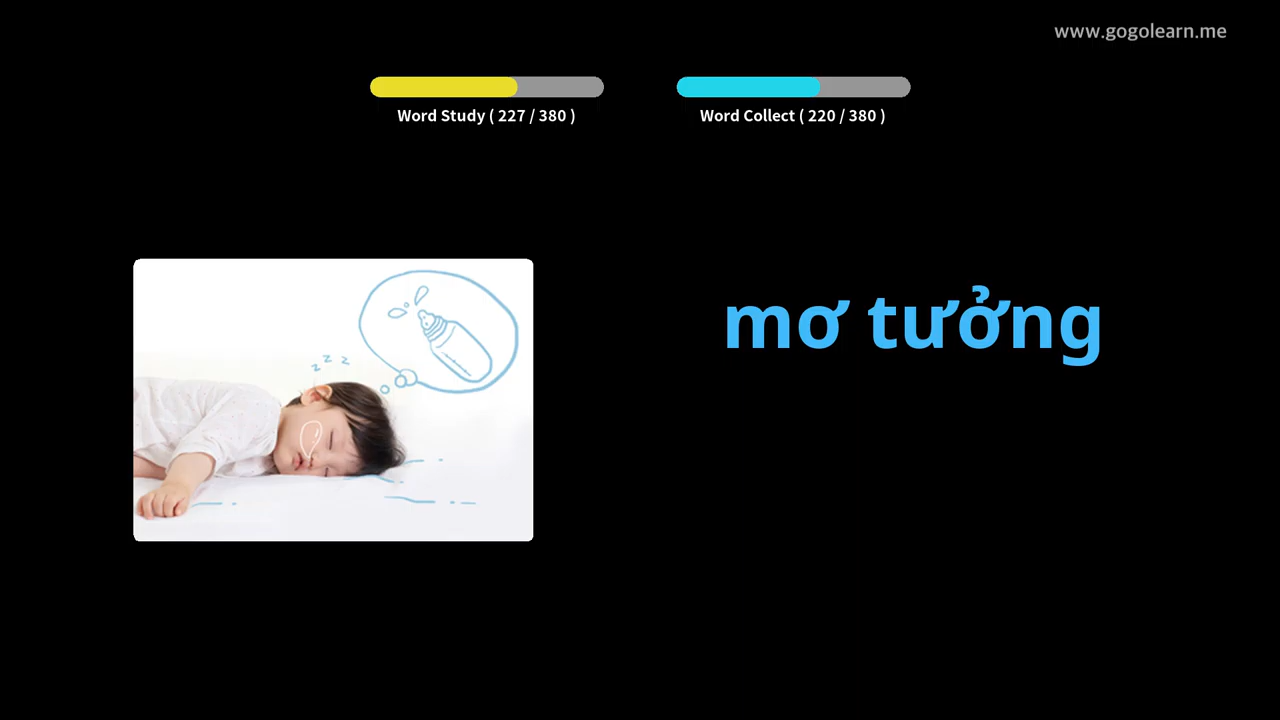 www.gogolearn.me
Word Study ( 227 / 380 )
Word Collect ( 220 / 380 )
z z z
mơ tưởng